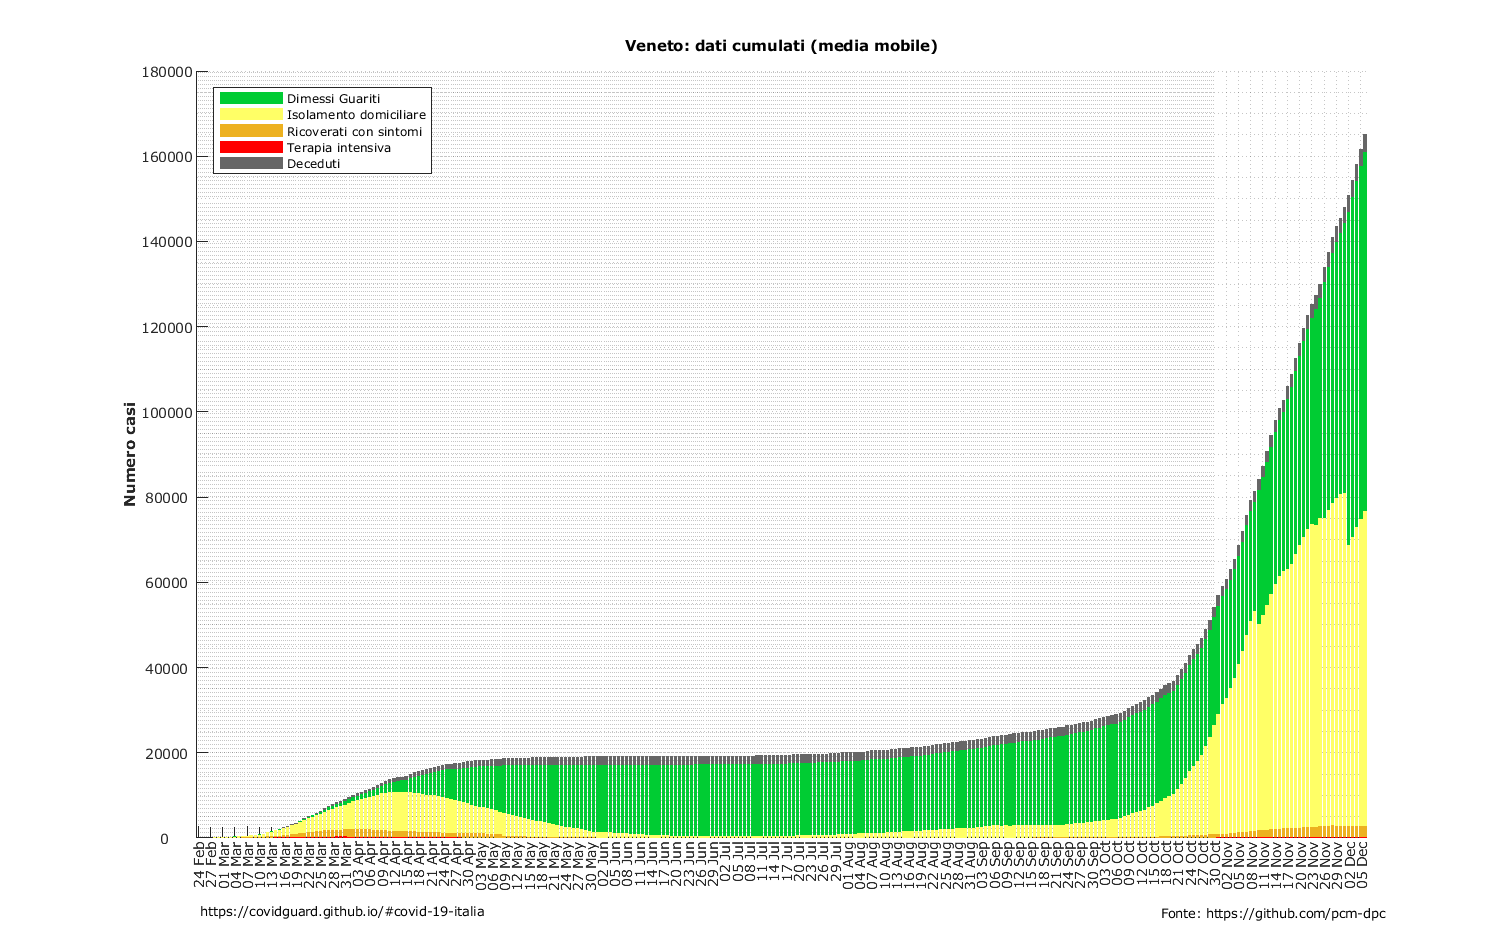 Veneto: dati cumulati (media mobile)
180000
160000
140000
120000
100000
80000
60000
40000
20000
0
Numero casi
Dimessi Guariti
Isolamento domiciliare
Ricoverati con sintomi
Terapia intensiva
Deceduti
24 Feb
27 Feb
01 Mar
04 Mar
07 Mar
10 Mar
13 Mar
16 Mar
19 Mar
22 Mar
25 Mar
28 Mar
31 Mar
03 Apr
06 Apr
09 Apr
12 Apr
15 Apr
18 Apr
21 Apr
24 Apr
27 Apr
30 Apr
03 May
06 May
09 May
12 May
15 May
18 May
21 May
24 May
27 May
30 May
02 Jun
05 Jun
08 Jun
11 Jun
14 Jun
17 Jun
20 Jun
23 Jun
26 Jun
29 Jun
02 Jul
05 Jul
08 Jul
11 Jul
14 Jul
17 Jul
20 Jul
23 Jul
26 Jul
29 Jul
01 Aug
04 Aug
07 Aug
10 Aug
13 Aug
16 Aug
19 Aug
22 Aug
25 Aug
28 Aug
31 Aug
03 Sep
06 Sep
09 Sep
12 Sep
15 Sep
18 Sep
21 Sep
24 Sep
27 Sep
30 Sep
03 Oct
06 Oct
09 Oct
12 Oct
15 Oct
18 Oct
21 Oct
24 Oct
27 Oct
30 Oct
02 Nov
05 Nov
08 Nov
11 Nov
14 Nov
17 Nov
20 Nov
23 Nov
26 Nov
29 Nov
02 Dec
05 Dec
https://covidguard.github.io/#covid-19-italia
Fonte: https://github.com/pcm-dpc